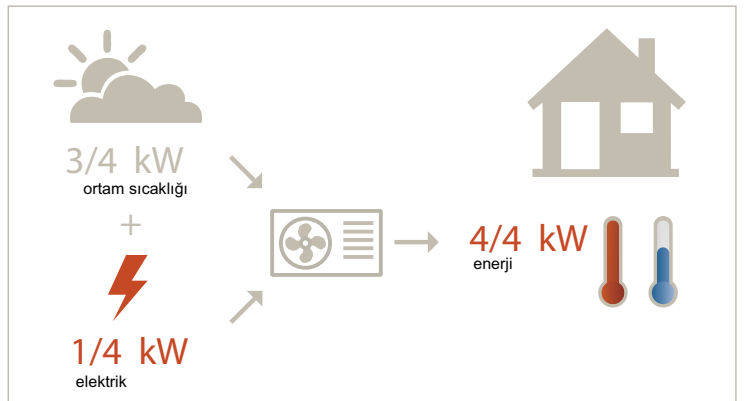 3/4 kW
ortam sıcaklığı
+
1/4 kW
elektrik
4/4 kW
enerji